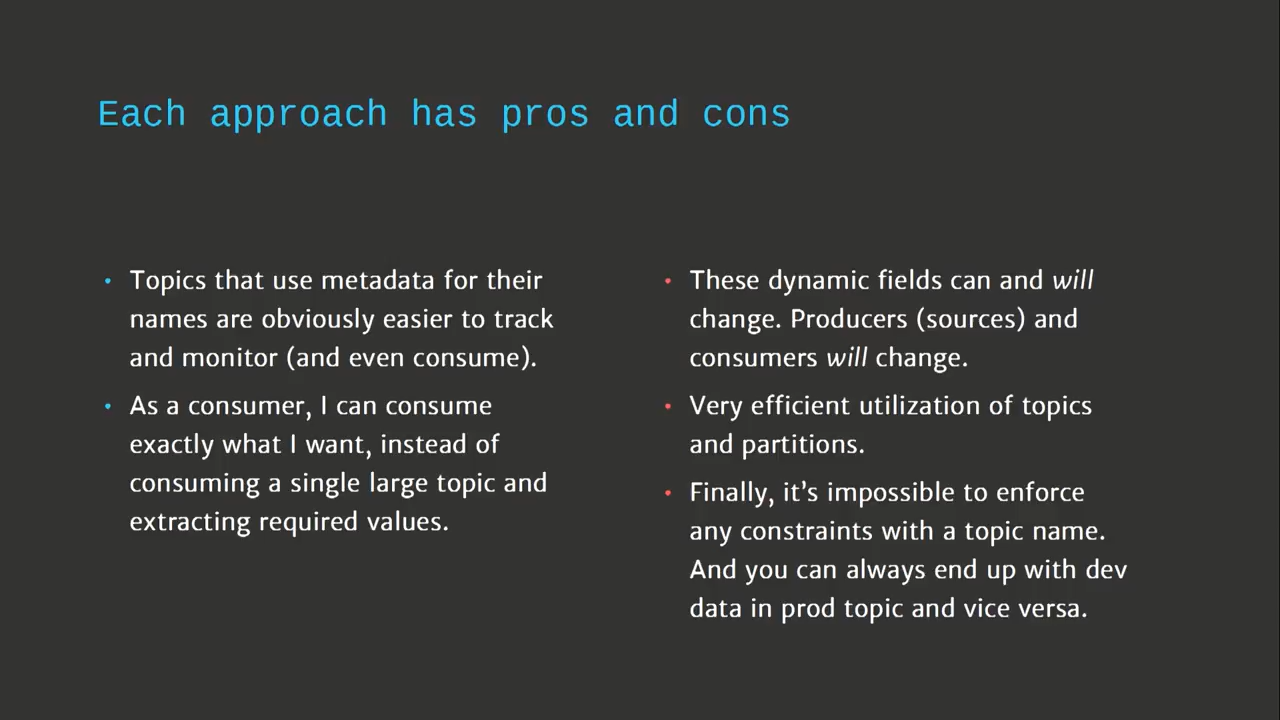 Each approach has pros and cons
• Topics that use metadata for their
names are obviously easier to track
and monitor (and even consume).
• As a consumer, I can consume
exactly what I want, instead of
consuming a single large topic and
extracting required values.
• These dynamic fields can and will
change. Producers (sources) and
consumers will change.
• Very efficient utilization of topics
and partitions.
• Finally, it’s impossible to enforce
any constraints with a topic name.
And you can always end up with dev
data in prod topic and vice versa.